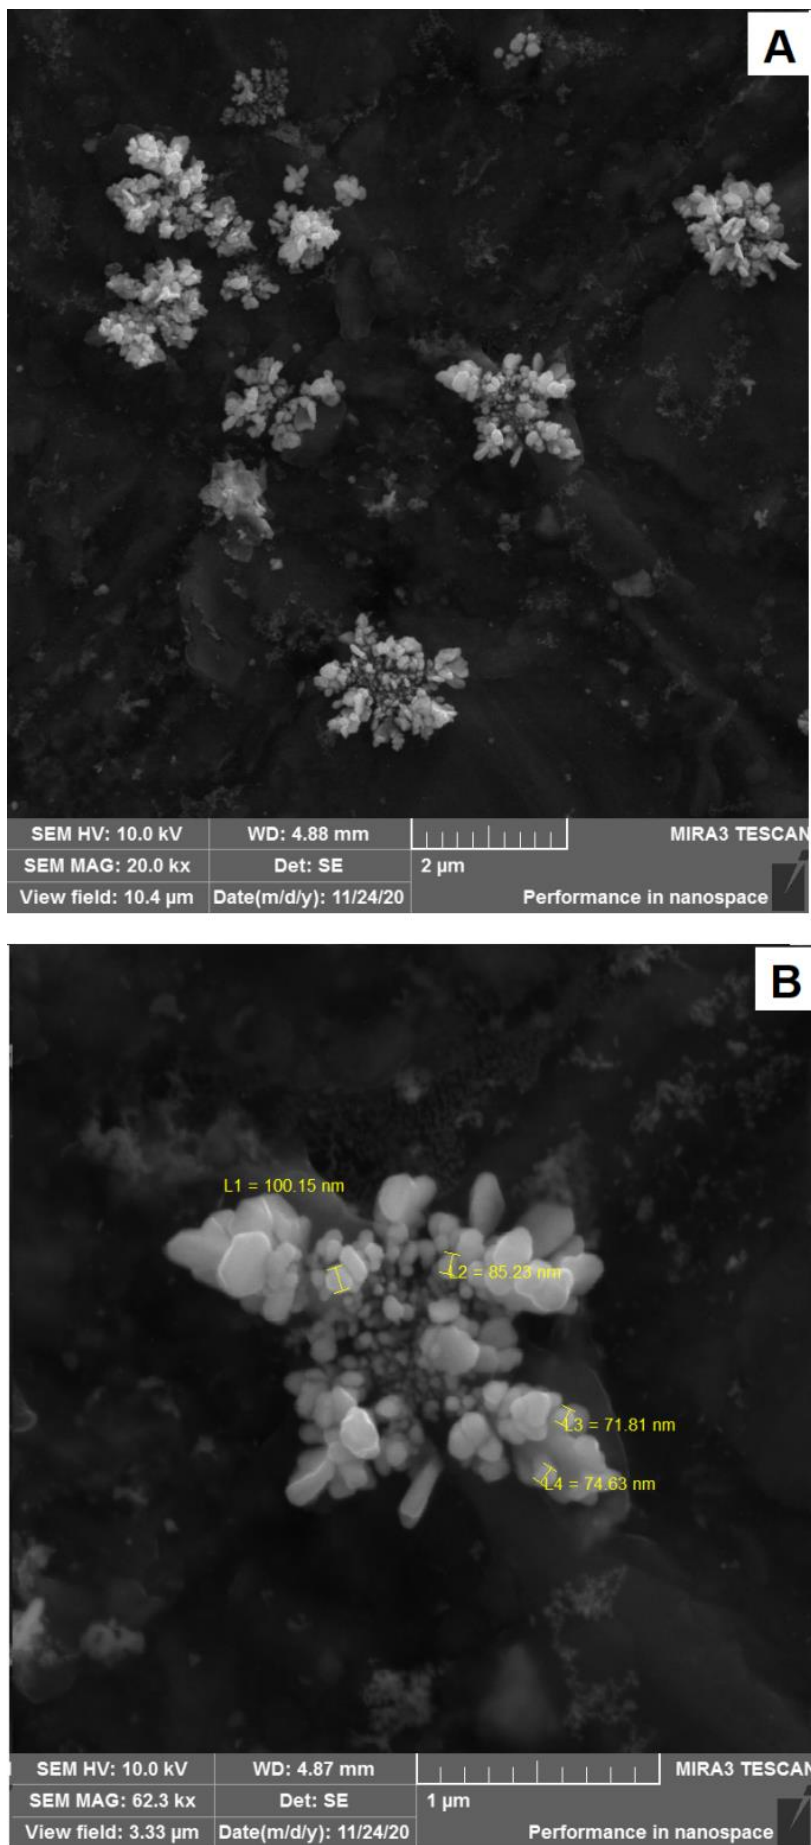 A
SEM HV: 10.0 kV WD: 4.88 mm MIRA3 TESCAN
SEM MAG: 20.0 kx Det: SE 2 µm
View field: 10.4 µm Date(m/d/y): 11/24/20 Performance in nanospace
B
L1 = 100.15 nm
L2 = 85.23 nm
L3 = 71.81 nm
L4 = 74.63 nm
SEM HV: 10.0 kV WD: 4.87 mm MIRA3 TESCAN
SEM MAG: 62.3 kx Det: SE 1 µm
View field: 3.33 µm Date(m/d/y): 11/24/20 Performance in nanospace